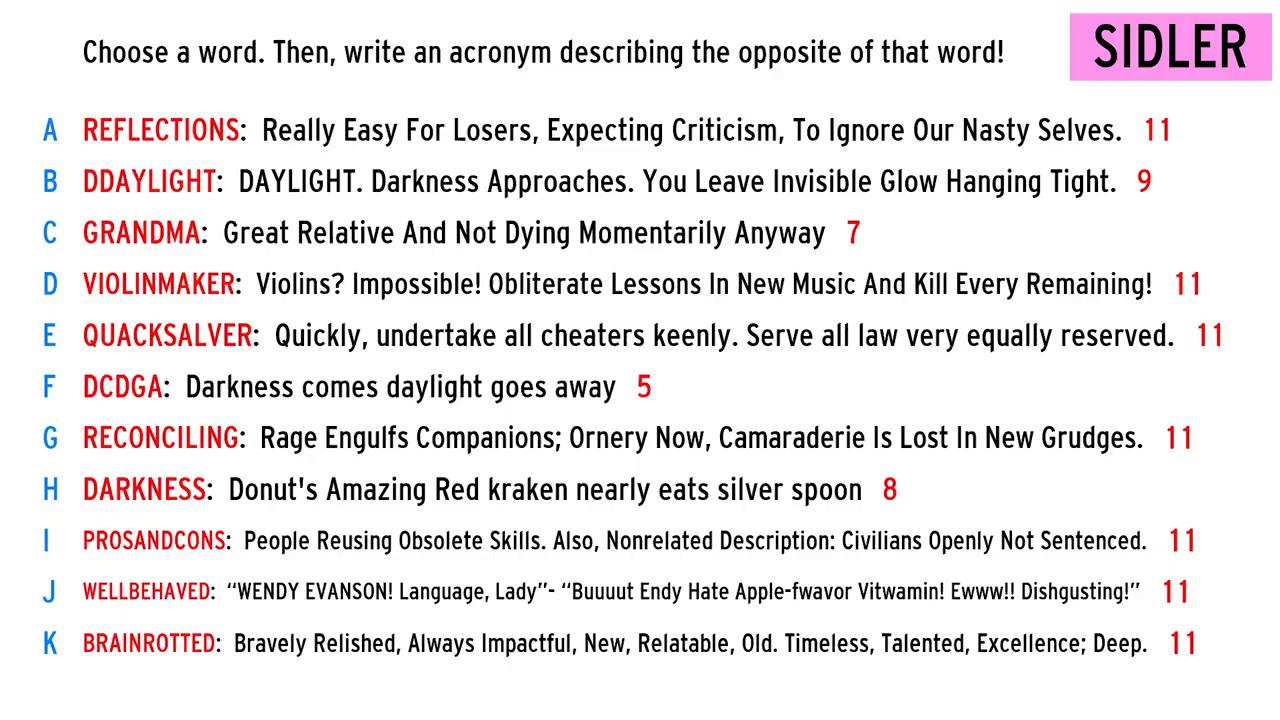 Choose a word. Then, write an acronym describing the opposite of that word!
SIDLER
A REFLECTIONS: Really Easy For Losers, Expecting Criticism, To Ignore Our Nasty Selves. 11
B DDAYLIGHT: DAYLIGHT. Darkness Approaches. You Leave Invisible Glow Hanging Tight. 9
C GRANDMA: Great Relative And Not Dying Momentarily Anyway 7
D VIOLINMAKER: Violins? Impossible! Obliterate Lessons In New Music And Kill Every Remaining! 11
E QUACKSALVER: Quickly, undertake all cheaters keenly. Serve all law very equally reserved. 11
F DCDGA: Darkness comes daylight goes away 5
G RECONCILING: Rage Engulfs Companions; Ornery Now, Camaraderie Is Lost In New Grudges. 11
H DARKNESS: Donut's Amazing Red kraken nearly eats silver spoon 8
I PROSANDCONS: People Reusing Obsolete Skills. Also, Nonrelated Description: Civilians Openly Not Sentenced. 11
J WELLBEHAVED: “WENDY EVANSON! Language, Lady”- “Buuuut Endy Hate Apple-fwavor Vitwamin! Ewww!! Dishgusting!” 11
K BRAINROTTED: Bravely Relished, Always Impactful, New, Relatable, Old. Timeless, Talented, Excellence; Deep. 11